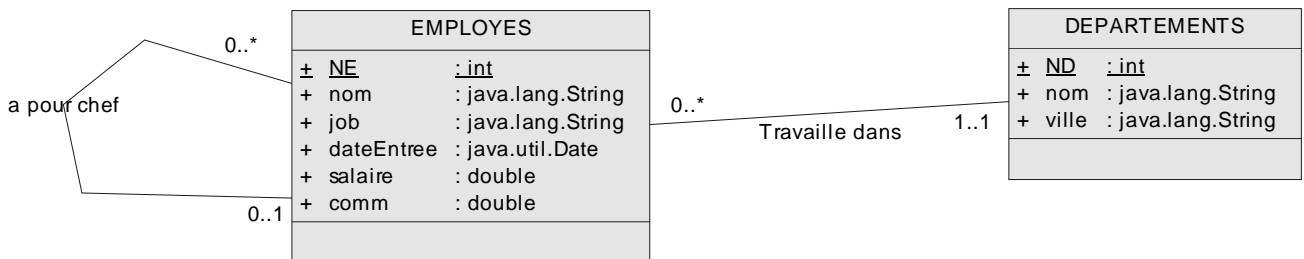 EMPLOYES
+ NE : int
+ nom : java.lang.String
+ job : java.lang.String
+ dateEntree : java.util.Date
+ salaire : double
+ comm : double
0..*
a pour chef
0..1
0..*
Travaille dans
1..1
DEPARTEMENTS
+ ND : int
+ nom : java.lang.String
+ ville : java.lang.String